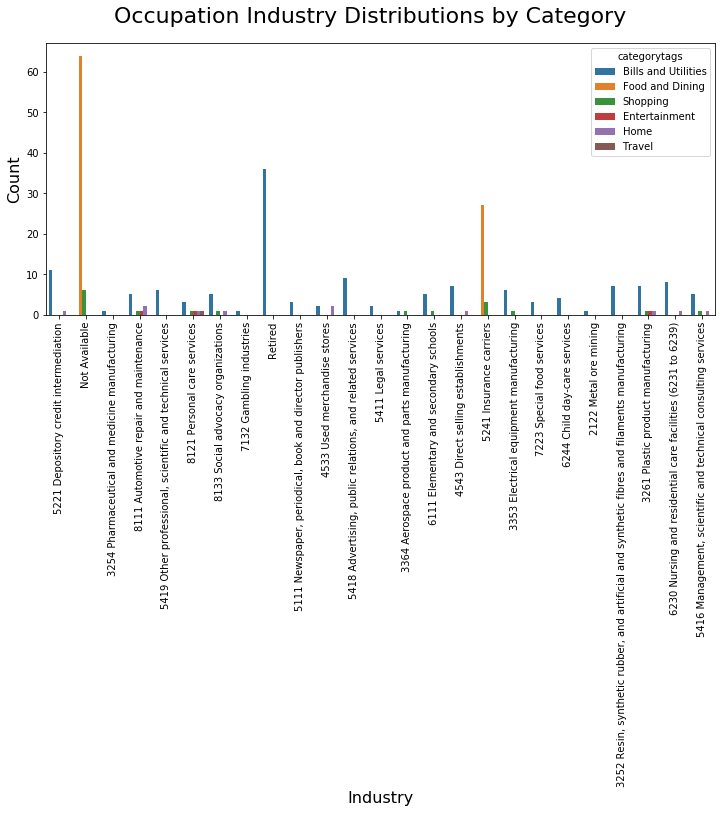 Occupation Industry Distributions by Category
categorytags
Bills and Utilities
Food and Dining
Shopping
Entertainment
Home
Travel
Count
60
50
40
30
20
10
0
5221 Depository credit intermediation
Not Available
3254 Pharmaceutical and medicine manufacturing
8111 Automotive repair and maintenance
5419 Other professional, scientific and technical services
8121 Personal care services
8133 Social advocacy organizations
7132 Gambling industries
Retired
5111 Newspaper, periodical, book and director publishers
4533 Used merchandise stores
5418 Advertising, public relations, and related services
5411 Legal services
3364 Aerospace product and parts manufacturing
6111 Elementary and secondary schools
4543 Direct selling establishments
5241 Insurance carriers
3353 Electrical equipment manufacturing
7223 Special food services
6244 Child day-care services
2122 Metal ore mining
3252 Resin, synthetic rubber, and artificial and synthetic fibres and filaments manufacturing
3261 Plastic product manufacturing
6230 Nursing and residential care facilities (6231 to 6239)
5416 Management, scientific and technical consulting services
Industry